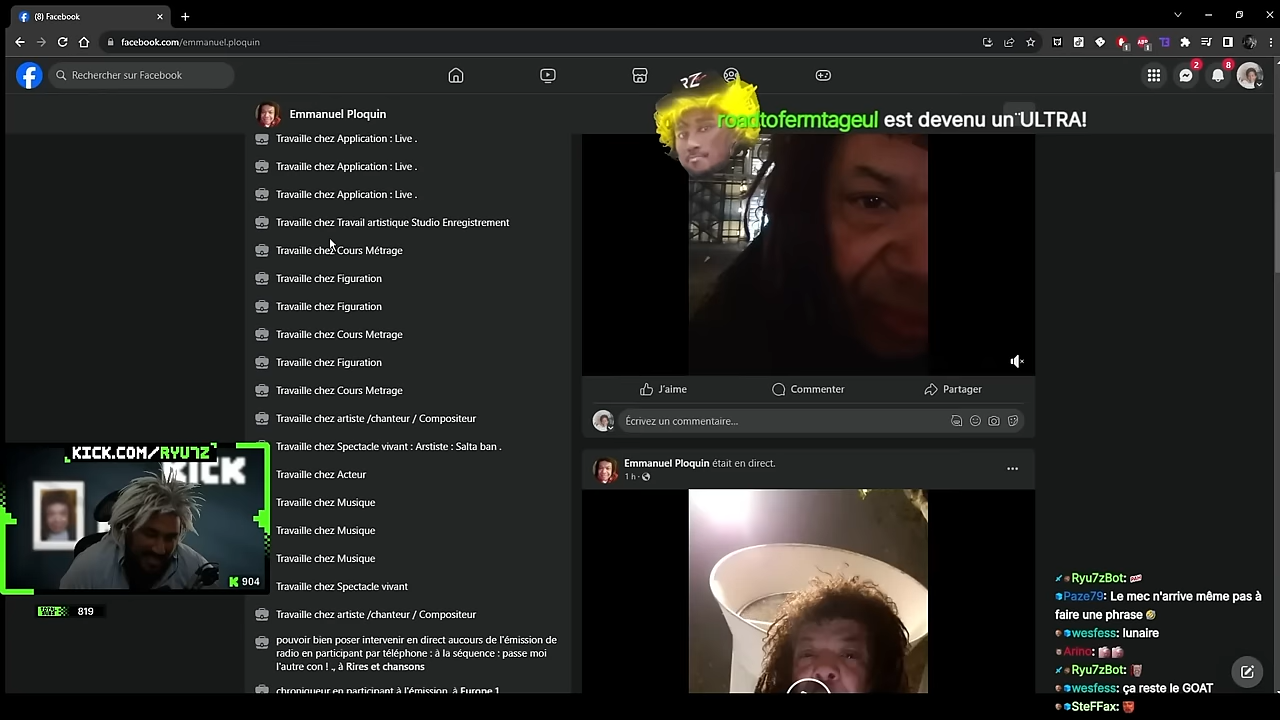 (8) Facebook
facebook.com/emmanuel.ploquin
Rechercher sur Facebook
2
8
Emmanuel Ploquin
RZ
roadtofermtageul est devenu un ULTRA!
Travaille chez Application : Live .
Travaille chez Application : Live .
Travaille chez Application : Live .
Travaille chez Travail artistique Studio Enregistrement
Travaille chez Cours Métrage
Travaille chez Figuration
Travaille chez Figuration
Travaille chez Cours Metrage
Travaille chez Figuration
Travaille chez Cours Metrage
Travaille chez artiste /chanteur / Compositeur
Travaille chez Spectacle vivant : Arstiste : Salta ban .
Travaille chez Acteur
Travaille chez Musique
Travaille chez Musique
Travaille chez Musique
Travaille chez Spectacle vivant
Travaille chez artiste /chanteur / Compositeur
pouvoir bien poser intervenir en direct aucours de l'émission de
radio en participant par téléphone : à la séquence : passe moi
l'autre con ! ., à Rires et chansons
chroniqueur en participant à l'émission, à Europe 1
J'aime
Commenter
Partager
Écrivez un commentaire...
Emmanuel Ploquin était en direct.
1 h
KICK.COM/RYU7Z
KICK
904
819
Ryu7zBot:
Paze79: Le mec n'arrive même pas à
faire une phrase
wesfess: lunaire
Arino:
Ryu7zBot:
wesfess: ça reste le GOAT
SteFFax: